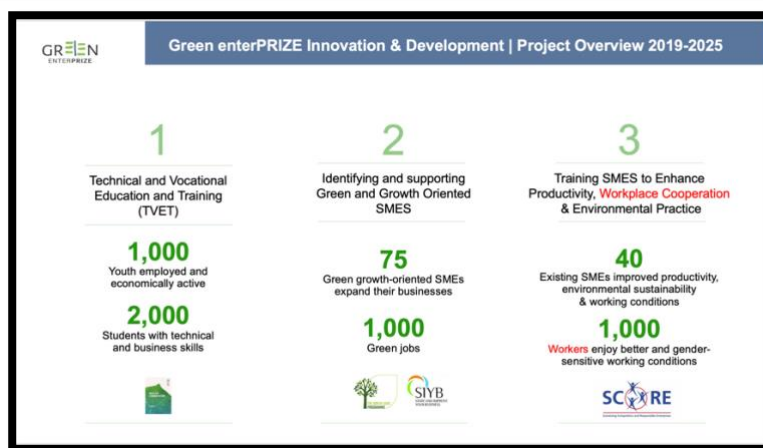 GREEN
ENTERPRIZE
Green enterPRIZE Innovation & Development | Project Overview 2019-2025
1
Technical and Vocational
Education and Training
(TVET)
1,000
Youth employed and
economically active
2,000
Students with technical
and business skills
2
Identifying and supporting
Green and Growth Oriented
SMES
75
Green growth-oriented SMEs
expand their businesses
1,000
Green jobs
SIYB
3
Training SMES to Enhance
Productivity, Workplace Cooperation
& Environmental Practice
40
Existing SMEs improved productivity,
environmental sustainability
& working conditions
1,000
Workers enjoy better and gender-
sensitive working conditions
SCORE